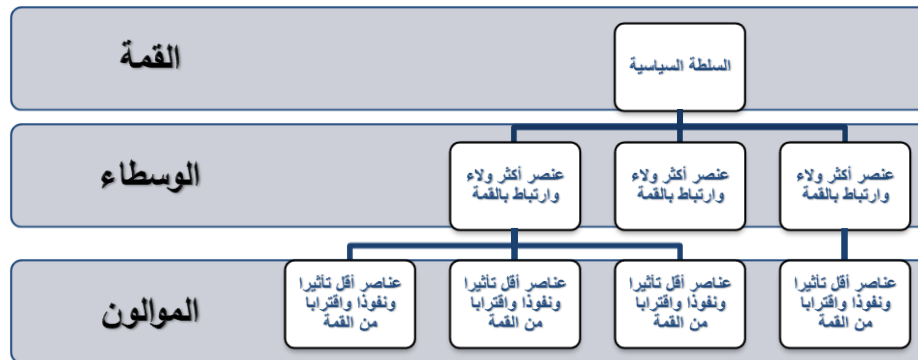 القمة
السلطة السياسية
الوسطاء
عنصر أكثر ولاء
وارتباط بالقمة
عنصر أكثر ولاء
وارتباط بالقمة
عنصر أكثر ولاء
وارتباط بالقمة
الموالون
عناصر أقل تأثيرا
ونفوذا واقترابا
من القمة
عناصر أقل تأثيرا
ونفوذا واقترابا
من القمة
عناصر أقل تأثيرا
ونفوذا واقترابا
من القمة
عناصر أقل تأثيرا
ونفوذا واقترابا
من القمة